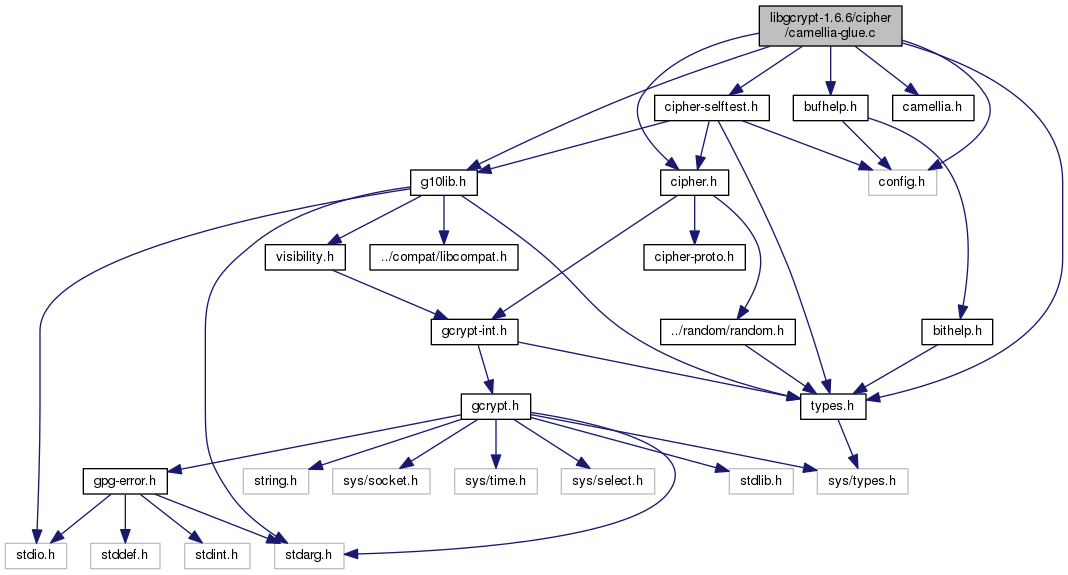 libgcrypt-1.6.6/cipher
/camellia-glue.c
cipher-selftest.h
bufhelp.h
camellia.h
g10lib.h
cipher.h
config.h
visibility.h
../compat/libcompat.h
cipher-proto.h
gcrypt-int.h
../random/random.h
bithelp.h
gcrypt.h
types.h
gpg-error.h
string.h
sys/socket.h
sys/time.h
sys/select.h
stdlib.h
sys/types.h
stdio.h
stddef.h
stdint.h
stdarg.h